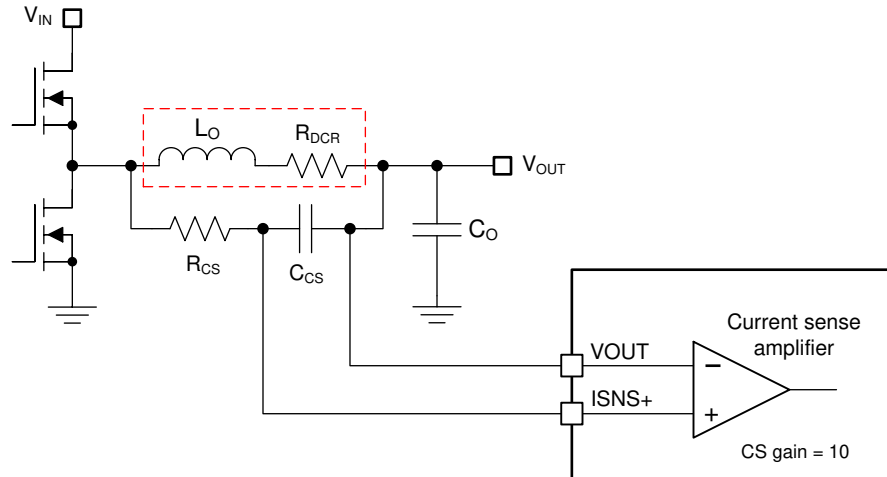 VIN
LO
RDCR
VOUT
RCS
CCS
CO
Current sense
amplifier
VOUT
ISNS+
CS gain = 10